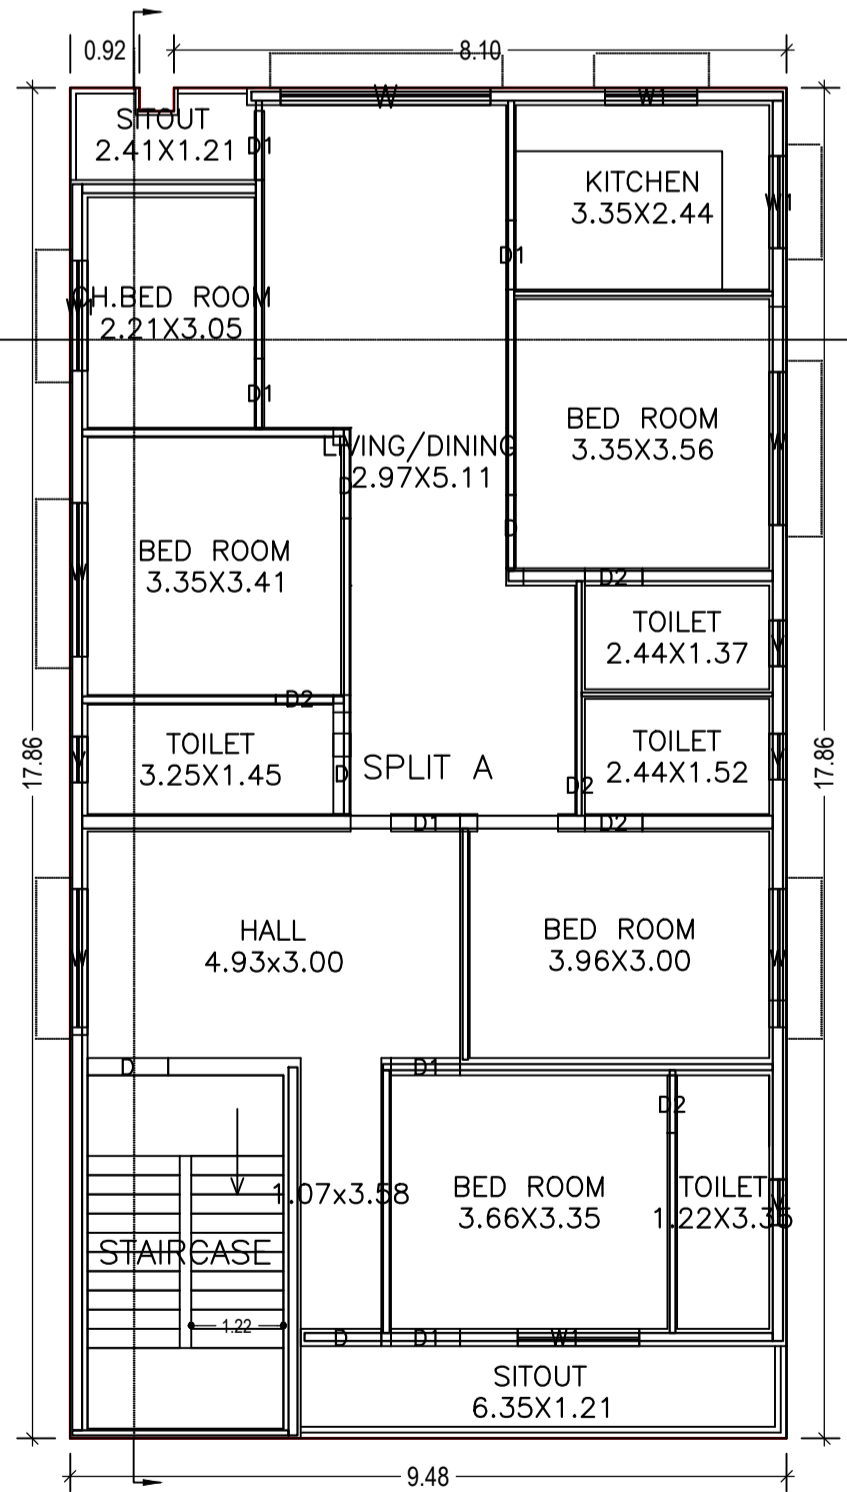 0.92
8.10
W
W1
SITOUT
2.41X1.21
D1
KITCHEN
3.35X2.44
W1
D1
W1
CH.BED ROOM
2.21X3.05
D1
BED ROOM
3.35X3.56
W
LIVING/DINING
2.97X5.11
D
D
BED ROOM
3.35X3.41
W
D2
TOILET
2.44X1.37
V
D2
TOILET
3.25X1.45
V
D
SPLIT A
TOILET
2.44X1.52
V
D2
17.86
17.86
D1
D2
HALL
4.93x3.00
W
BED ROOM
3.96X3.00
W
D
D1
D2
1.07x3.58
BED ROOM
3.66X3.35
TOILET
1.22X3.35
V
STAIRCASE
1.22
D
D1
W1
SITOUT
6.35X1.21
9.48